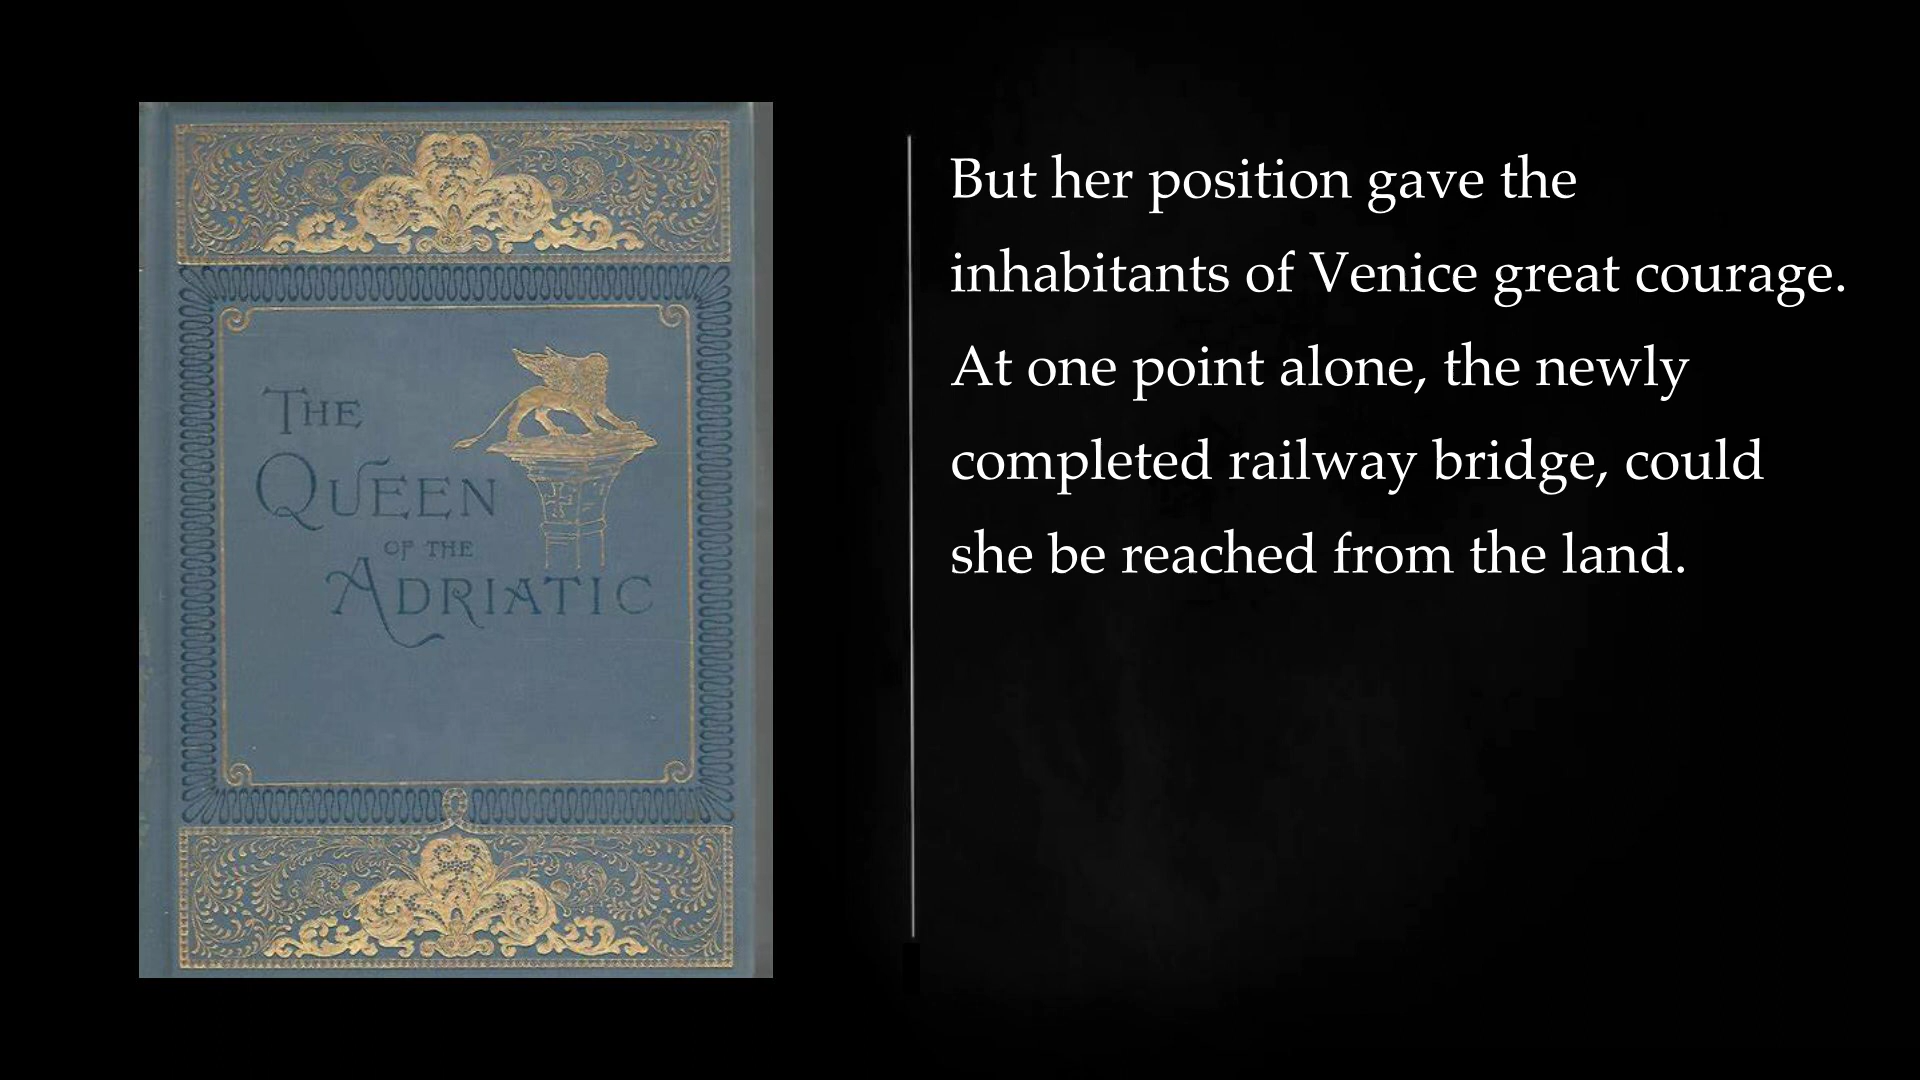 The
Queen
of the
Adriatic
But her position gave the
inhabitants of Venice great courage.
At one point alone, the newly
completed railway bridge, could
she be reached from the land.